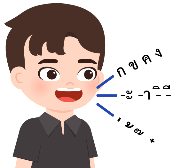 ก ข ค ง
-ะ -า -ิ -ี
่ ้ ๊ ๋